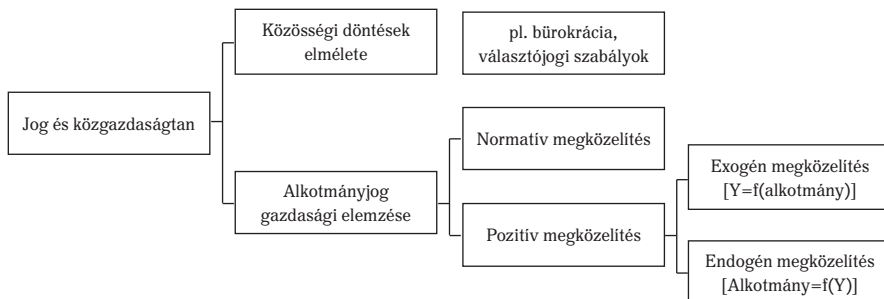 Közösségi döntések
elmélete
pl. bürokrácia,
választójogi szabályok
Jog és közgazdaságtan
Normatív megközelítés
Alkotmányjog
gazdasági elemzése
Pozitív megközelítés
Exogén megközelítés
[Y=f(alkotmány)]
Endogén megközelítés
[Alkotmány=f(Y)]